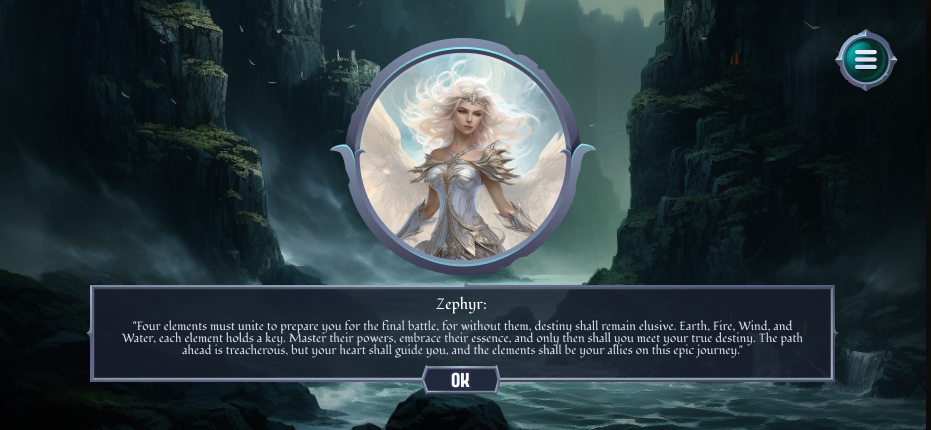 Zephyr:
"Four elements must unite to prepare you for the final battle, for without them, destiny shall remain elusive. Earth, Fire, Wind, and
Water, each element holds a key. Master their powers, embrace their essence, and only then shall you meet your true destiny. The path
ahead is treacherous, but your heart shall guide you, and the elements shall be your allies on this epic journey."
OK